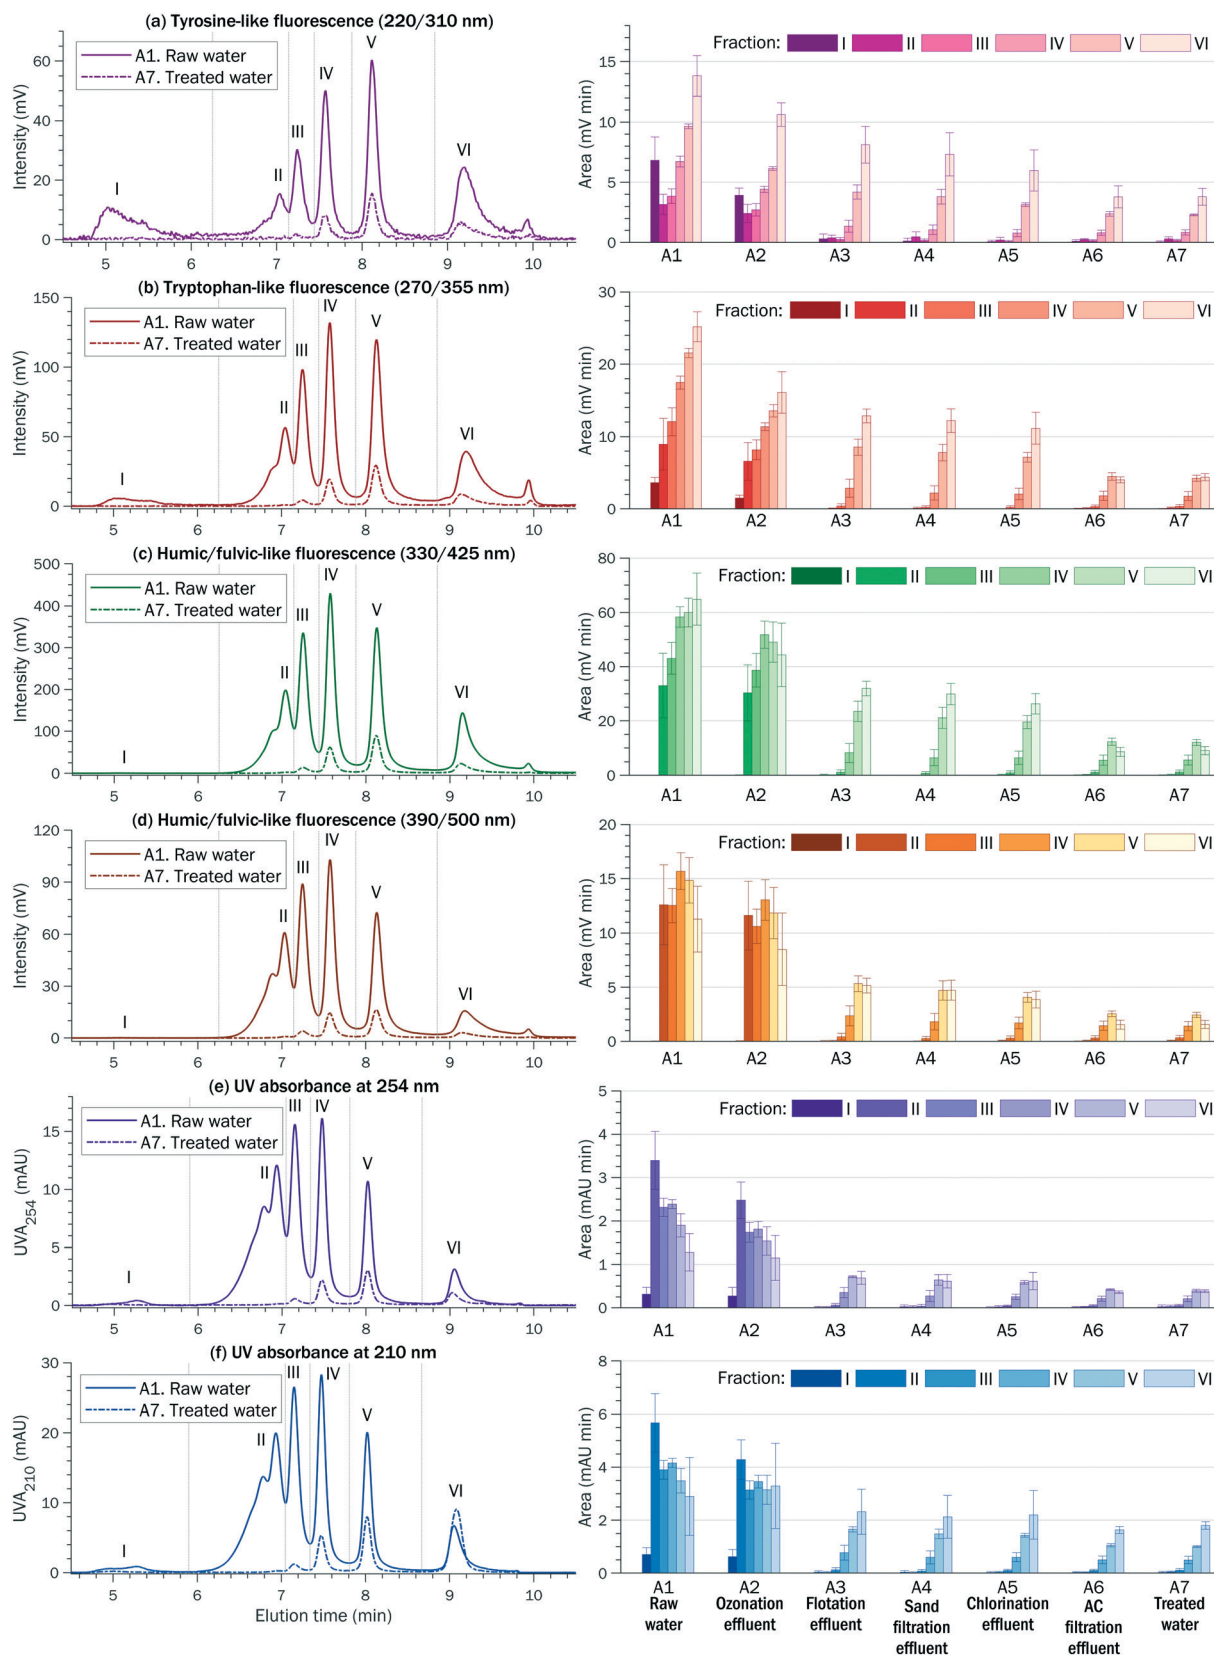 (a) Tyrosine-like fluorescence (220/310 nm)
A1. Raw water
A7. Treated water
I II III IV V VI
Intensity (mV)
60
40
20
0
5 6 7 8 9 10
Fraction: I II III IV V VI
Area (mV min)
15
10
5
0
A1 A2 A3 A4 A5 A6 A7
(b) Tryptophan-like fluorescence (270/355 nm)
A1. Raw water
A7. Treated water
I II III IV V VI
Intensity (mV)
150
100
50
0
5 6 7 8 9 10
Fraction: I II III IV V VI
Area (mV min)
30
20
10
0
A1 A2 A3 A4 A5 A6 A7
(c) Humic/fulvic-like fluorescence (330/425 nm)
A1. Raw water
A7. Treated water
I II III IV V VI
Intensity (mV)
500
400
300
200
100
0
5 6 7 8 9 10
Fraction: I II III IV V VI
Area (mV min)
80
60
40
20
0
A1 A2 A3 A4 A5 A6 A7
(d) Humic/fulvic-like fluorescence (390/500 nm)
A1. Raw water
A7. Treated water
I II III IV V VI
Intensity (mV)
120
90
60
30
0
5 6 7 8 9 10
Fraction: I II III IV V VI
Area (mV min)
20
15
10
5
0
A1 A2 A3 A4 A5 A6 A7
(e) UV absorbance at 254 nm
A1. Raw water
A7. Treated water
I II III IV V VI
UVA254 (mAU)
15
10
5
0
5 6 7 8 9 10
Fraction: I II III IV V VI
Area (mAU min)
5
4
3
2
1
0
A1 A2 A3 A4 A5 A6 A7
(f) UV absorbance at 210 nm
A1. Raw water
A7. Treated water
I II III IV V VI
UVA210 (mAU)
30
20
10
0
5 6 7 8 9 10
Elution time (min)
Fraction: I II III IV V VI
Area (mAU min)
8
6
4
2
0
A1 A2 A3 A4 A5 A6 A7
Raw
water
Ozonation
effluent
Flotation
effluent
Sand
filtration
effluent
Chlorination
effluent
AC
filtration
effluent
Treated
water